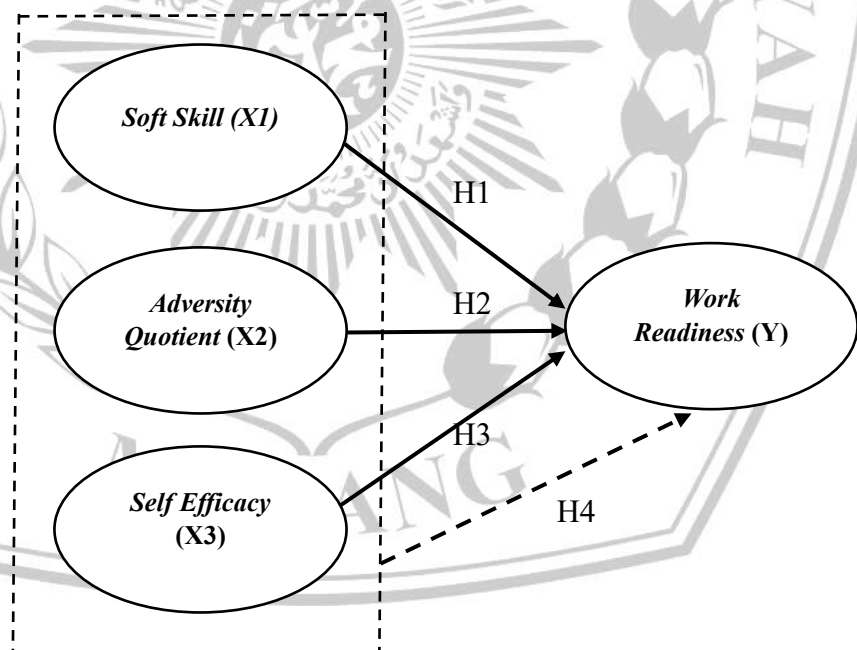 Soft Skill (X1)
H1
Adversity
Quotient (X2)
H2
Work
Readiness (Y)
H3
Self Efficacy
(X3)
H4